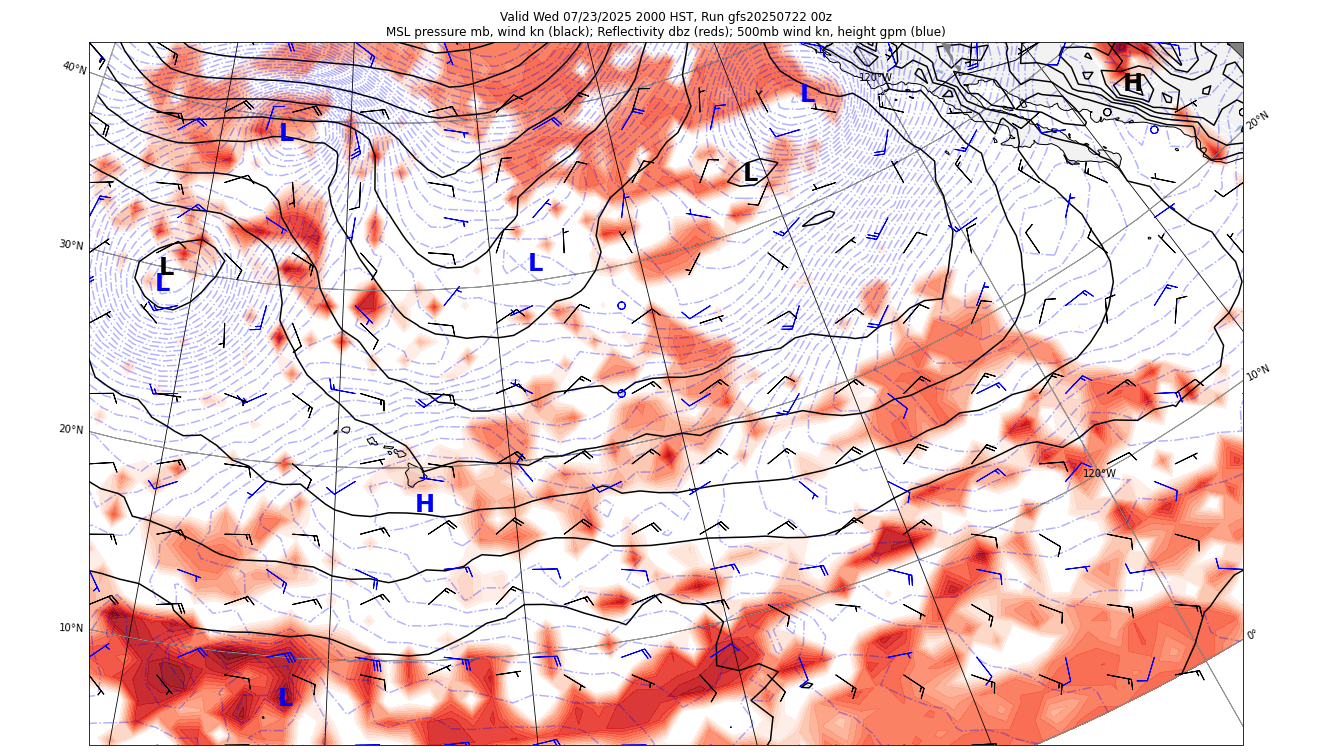 Valid Wed 07/23/2025 2000 HST, Run gfs20250722 00z
MSL pressure mb, wind kn (black); Reflectivity dbz (reds); 500mb wind kn, height gpm (blue)
40°N
120°W
H
L
20°N
L
L
30°N
L
L
L
10°N
20°N
120°W
H
10°N
0°
L